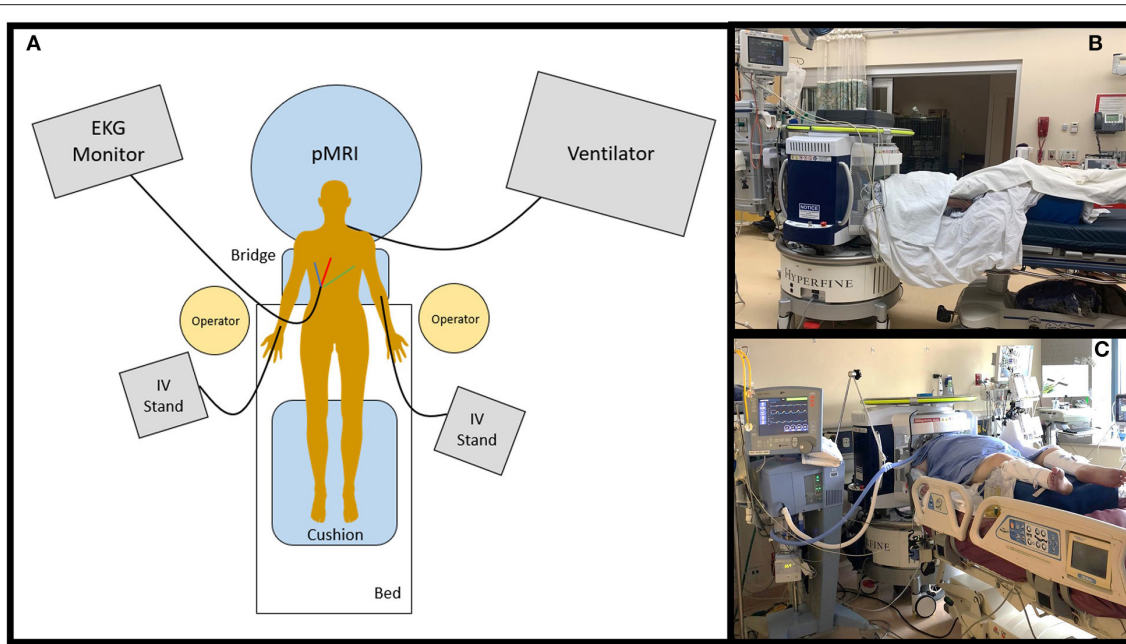 A
EKG
Monitor
pMRI
Ventilator
Bridge
Operator
Operator
IV
Stand
IV
Stand
Cushion
Bed
B
NOTICE
HYPERFINE
C
FINE